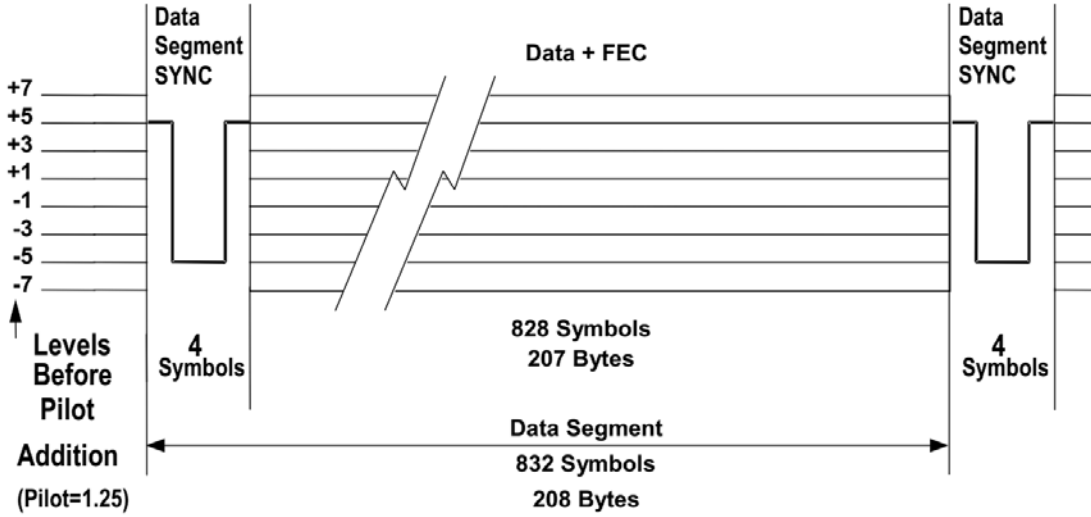 Data
Segment
SYNC
Data + FEC
Data
Segment
SYNC
+7
+5
+3
+1
-1
-3
-5
-7
Levels
Before
Pilot
Addition
(Pilot=1.25)
4
Symbols
828 Symbols
207 Bytes
4
Symbols
Data Segment
832 Symbols
208 Bytes